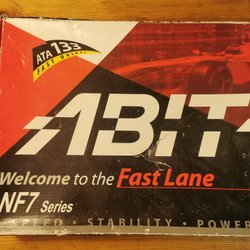 ATA 133
FAST DRIVE
ABIT
Welcome to the Fast Lane
NF7 Series
SPEED · STABILITY · POWER